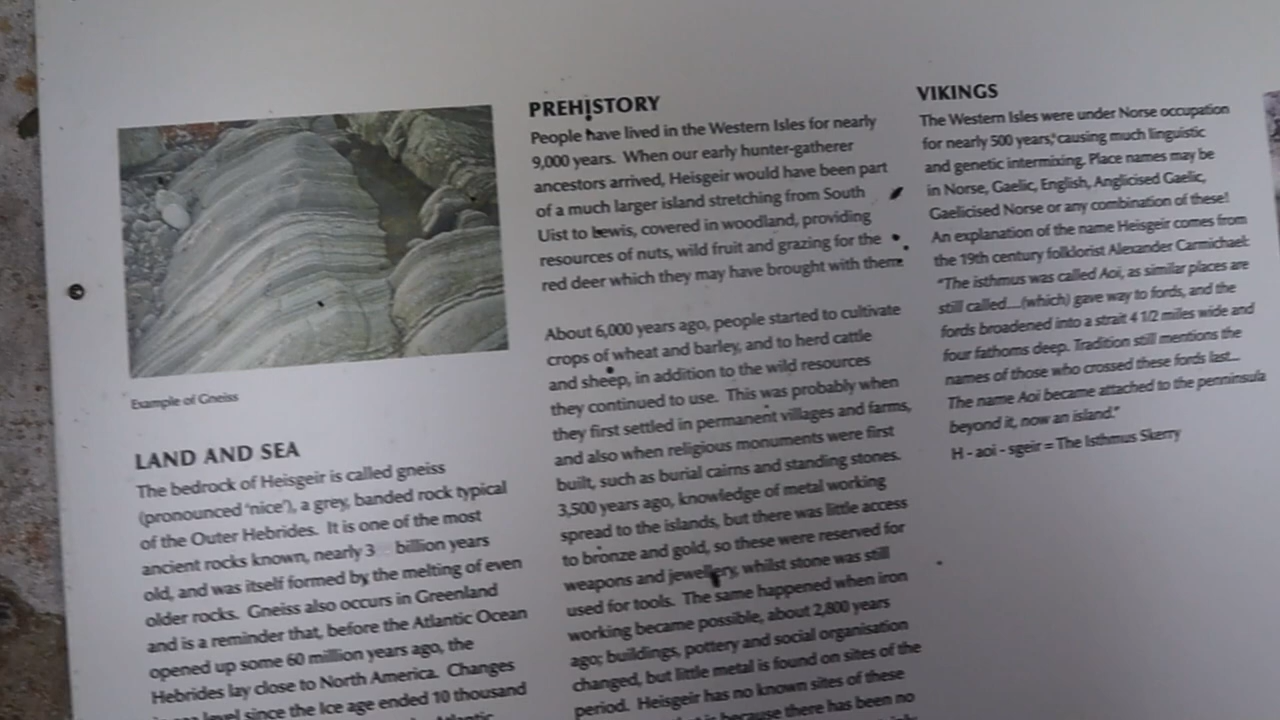 Example of Gneiss
LAND AND SEA
The bedrock of Heisgeir is called gneiss
(pronounced 'nice'), a grey, banded rock typical
of the Outer Hebrides. It is one of the most
ancient rocks known, nearly 3 billion years
old, and was itself formed by the melting of even
older rocks. Gneiss also occurs in Greenland
and is a reminder that, before the Atlantic Ocean
opened up some 60 million years ago, the
Hebrides lay close to North America. Changes
level since the Ice age ended 10 thousand
Atlantic
PREHISTORY
People have lived in the Western Isles for nearly
9,000 years. When our early hunter-gatherer
ancestors arrived, Heisgeir would have been part
of a much larger island stretching from South
Uist to Lewis, covered in woodland, providing
resources of nuts, wild fruit and grazing for the
red deer which they may have brought with them.
About 6,000 years ago, people started to cultivate
crops of wheat and barley, and to herd cattle
and sheep, in addition to the wild resources
they continued to use. This was probably when
they first settled in permanent villages and farms,
and also when religious monuments were first
built, such as burial cairns and standing stones.
3,500 years ago, knowledge of metal working
spread to the islands, but there was little access
to bronze and gold, so these were reserved for
weapons and jewellery, whilst stone was still
used for tools. The same happened when iron
working became possible, about 2,800 years
ago; buildings, pottery and social organisation
changed, but little metal is found on sites of the
period. Heisgeir has no known sites of these
because there has been no
VIKINGS
The Western Isles were under Norse occupation
for nearly 500 years, causing much linguistic
and genetic intermixing. Place names may be
in Norse, Gaelic, English, Anglicised Gaelic,
Gaelicised Norse or any combination of these!
An explanation of the name Heisgeir comes from
the 19th century folklorist Alexander Carmichael:
"The isthmus was called Aoi, as similar places are
still called....(which) gave way to fords, and the
fords broadened into a strait 4 1/2 miles wide and
four fathoms deep. Tradition still mentions the
names of those who crossed these fords last....
The name Aoi became attached to the penninsula
beyond it, now an island."
H - aoi - sgeir = The Isthmus Skerry